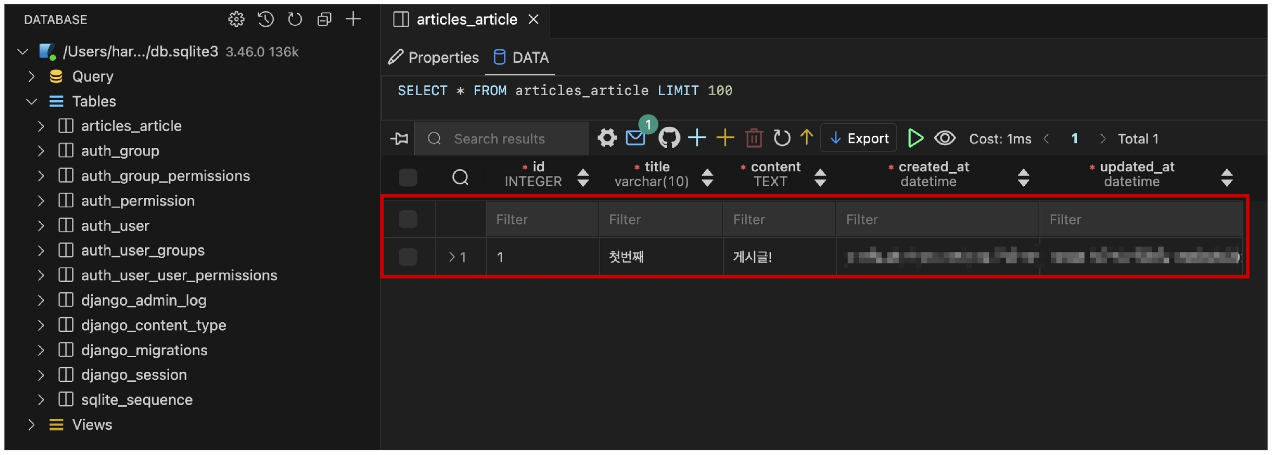 DATABASE
/Users/har.../db.sqlite3 3.46.0 136k
Query
Tables
articles_article
auth_group
auth_group_permissions
auth_permission
auth_user
auth_user_groups
auth_user_user_permissions
django_admin_log
django_content_type
django_migrations
django_session
sqlite_sequence
Views
articles_article
Properties DATA
SELECT * FROM articles_article LIMIT 100
Search results 1 Export Cost: 1ms 1 Total 1
* id * title * content * created_at * updated_at
INTEGER varchar(10) TEXT datetime datetime
Filter Filter Filter Filter Filter
1 1 첫번째 게시글!